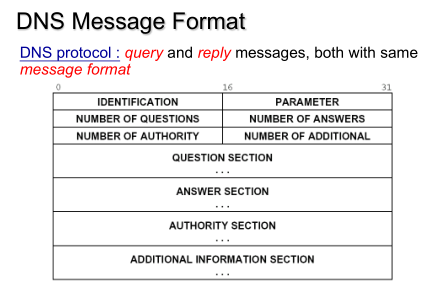 DNS Message Format
DNS protocol : query and reply messages, both with same
message format
0 16 31
IDENTIFICATION PARAMETER
NUMBER OF QUESTIONS NUMBER OF ANSWERS
NUMBER OF AUTHORITY NUMBER OF ADDITIONAL
QUESTION SECTION
...
ANSWER SECTION
...
AUTHORITY SECTION
...
ADDITIONAL INFORMATION SECTION
...